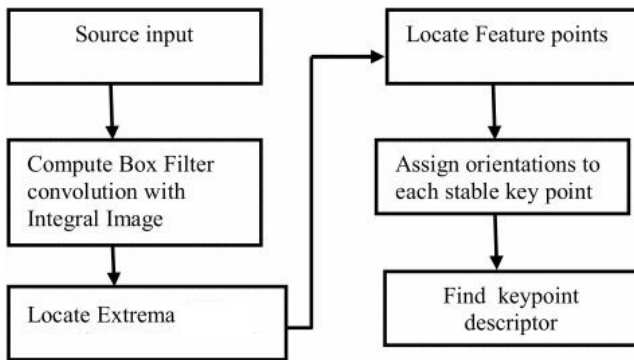 Source input
Compute Box Filter
convolution with
Integral Image
Locate Extrema
Locate Feature points
Assign orientations to
each stable key point
Find keypoint
descriptor